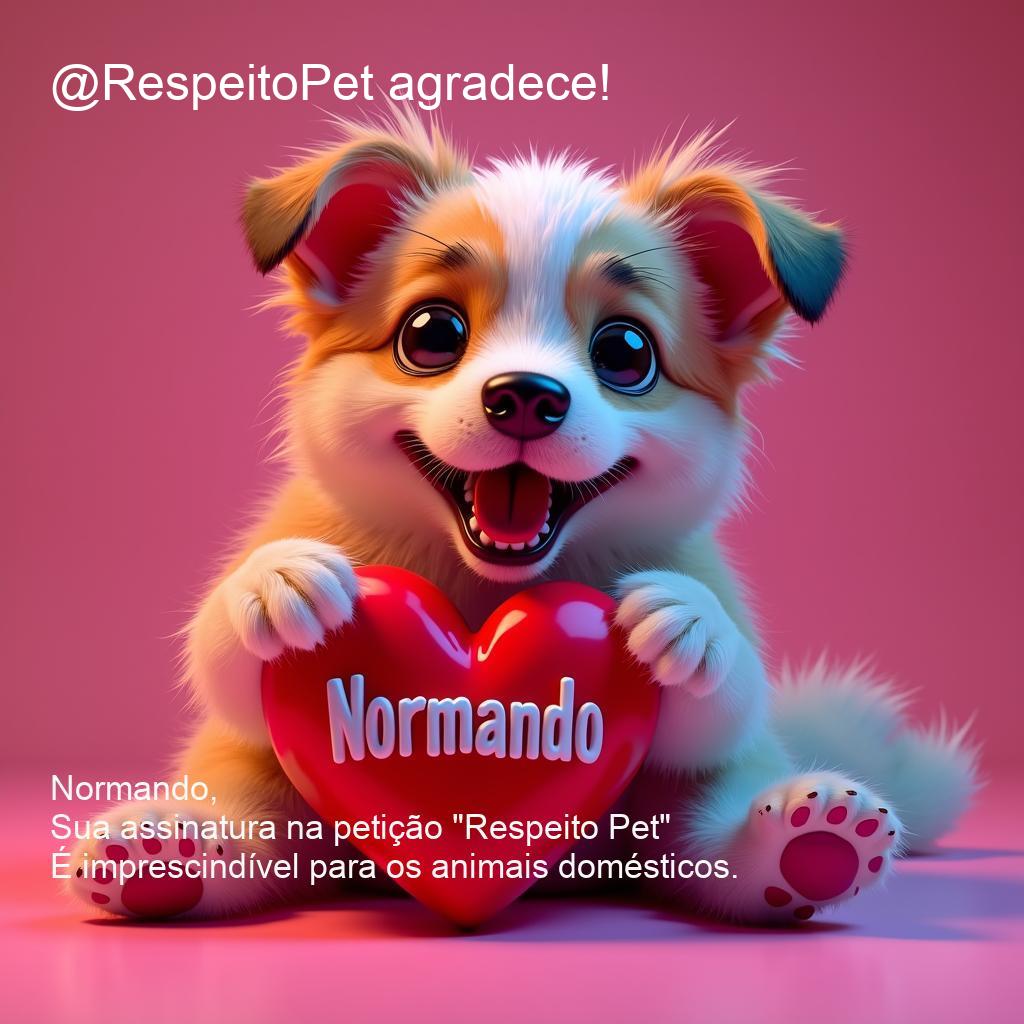 @RespeitoPet agradece!
Normando
Normando,
Sua assinatura na petição "Respeito Pet"
É imprescindível para os animais domésticos.